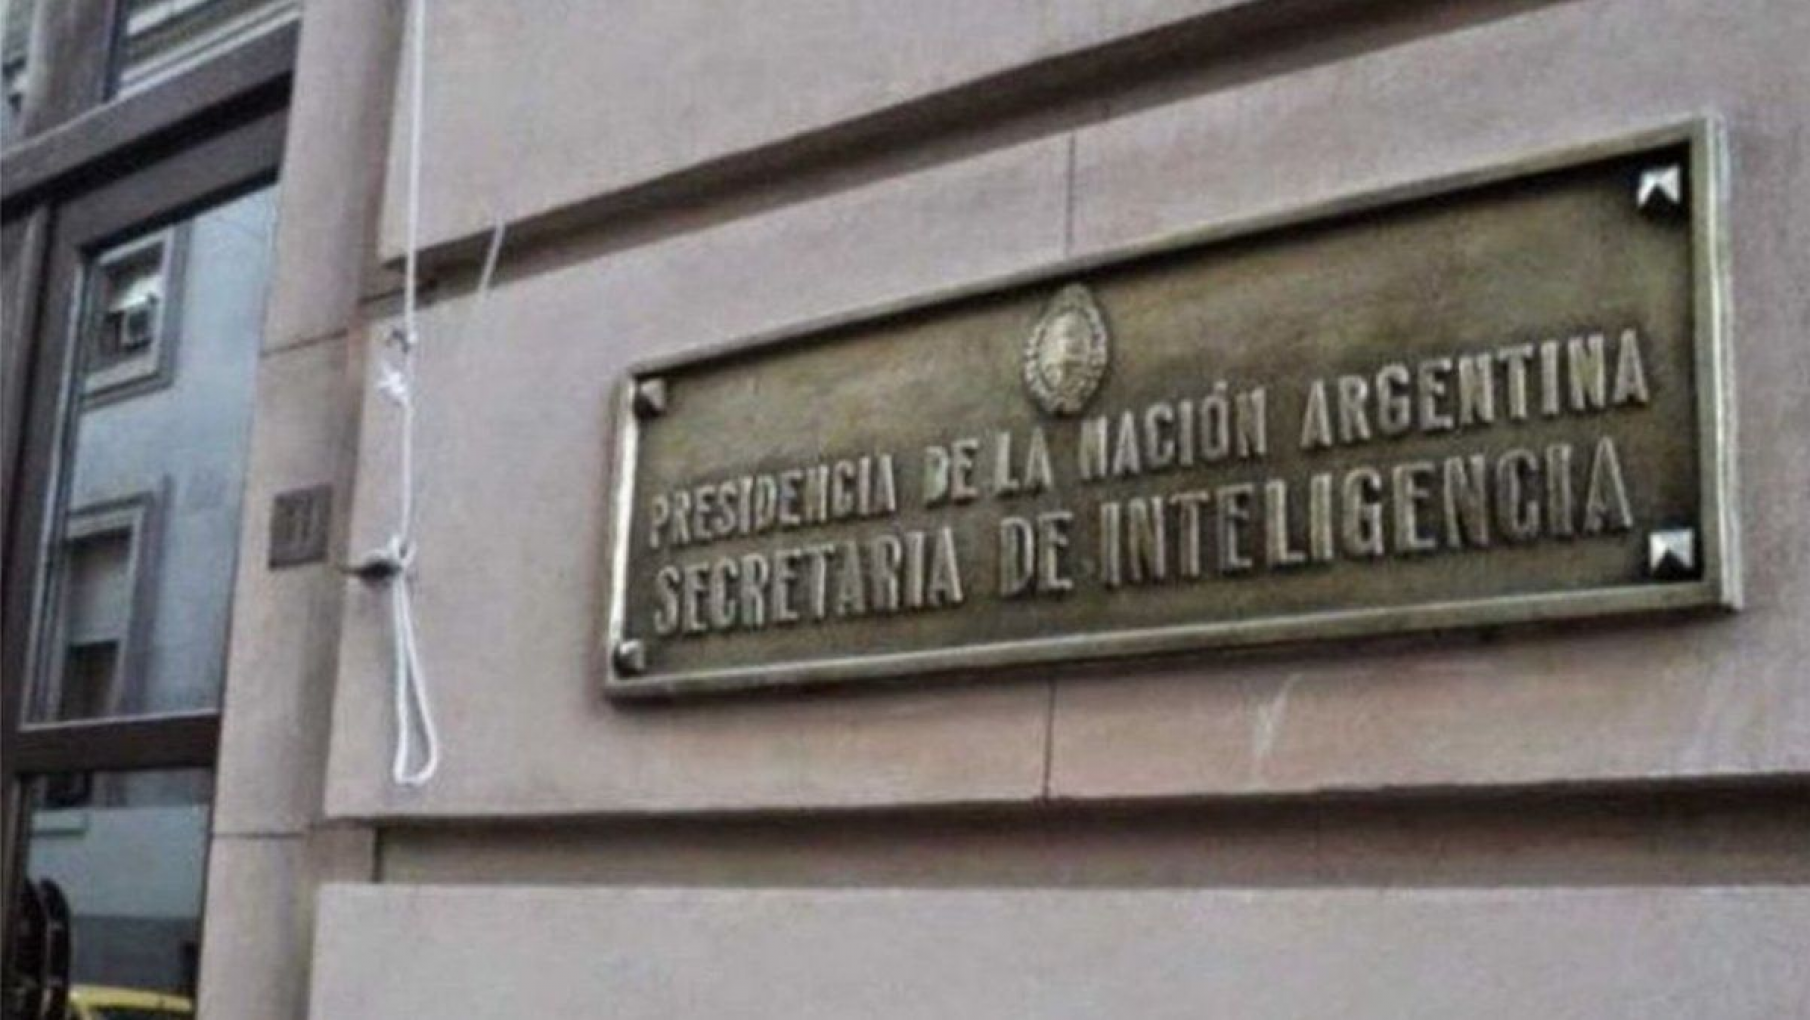 PRESIDENCIA DE LA NACIÓN ARGENTINA
SECRETARIA DE INTELIGENCIA